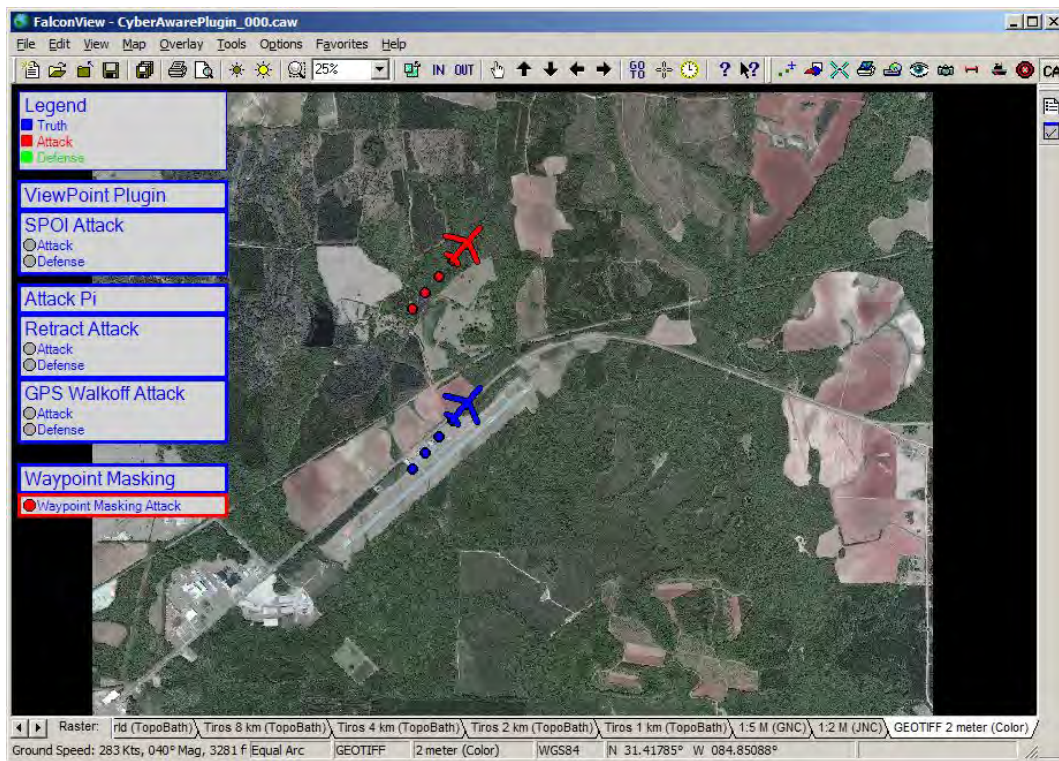 FalconView - CyberAwarePlugin_000.caw
File Edit View Map Overlay Tools Options Favorites Help
25% IN OUT GO TO ? ? CA
Legend
Truth
Attack
Defense
ViewPoint Plugin
SPOI Attack
Attack
Defense
Attack Pi
Retract Attack
Attack
Defense
GPS Walkoff Attack
Attack
Defense
Waypoint Masking
Waypoint Masking Attack
Raster: rld (TopoBath) Tiros 8 km (TopoBath) Tiros 4 km (TopoBath) Tiros 2 km (TopoBath) Tiros 1 km (TopoBath) 1:5 M (GNC) 1:2 M (JNC) GEOTIFF 2 meter (Color)
Ground Speed: 283 Kts, 040° Mag, 3281 f Equal Arc GEOTIFF 2 meter (Color) WGS84 N 31.41785° W 084.85088°